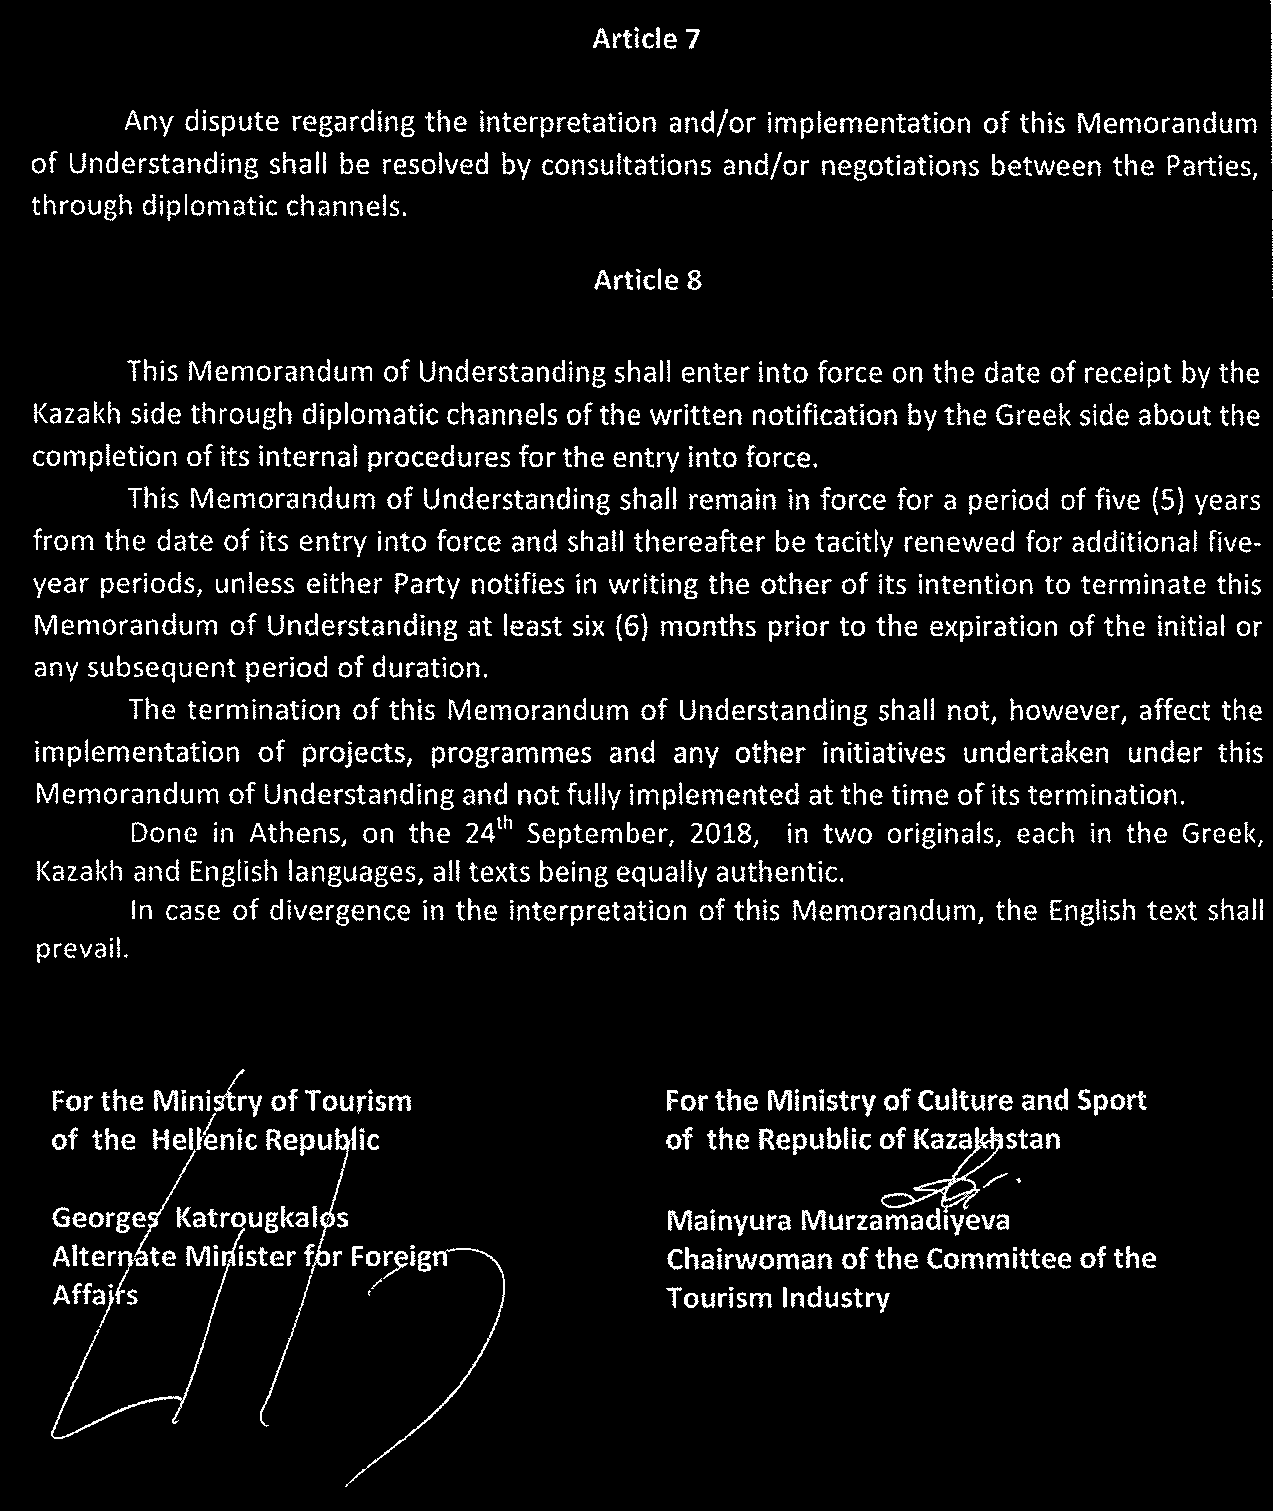 Article 7
Any dispute regarding the interpretation and/or implementation of this Memorandum
of Understanding shall be resolved by consultations and/or negotiations between the Parties,
through diplomatic channels.
Article 8
This Memorandum of Understanding shall enter into force on the date of receipt by the
Kazakh side through diplomatic channels of the written notification by the Greek side about the
completion of its internal procedures for the entry into force.
This Memorandum of Understanding shall remain in force for a period of five (5) years
from the date of its entry into force and shall thereafter be tacitly renewed for additional five-
year periods, unless either Party notifies in writing the other of its intention to terminate this
Memorandum of Understanding at least six (6) months prior to the expiration of the initial or
any subsequent period of duration.
The termination of this Memorandum of Understanding shall not, however, affect the
implementation of projects, programmes and any other initiatives undertaken under this
Memorandum of Understanding and not fully implemented at the time of its termination.
Done in Athens, on the 24th September, 2018, in two originals, each in the Greek,
Kazakh and English languages, all texts being equally authentic.
In case of divergence in the interpretation of this Memorandum, the English text shall
prevail.
For the Ministry of Tourism
of the Hellenic Republic
Georges Katrougkalos
Alternate Minister for Foreign
Affairs
For the Ministry of Culture and Sport
of the Republic of Kazakhstan
Mainyura Murzamadiyeva
Chairwoman of the Committee of the
Tourism Industry